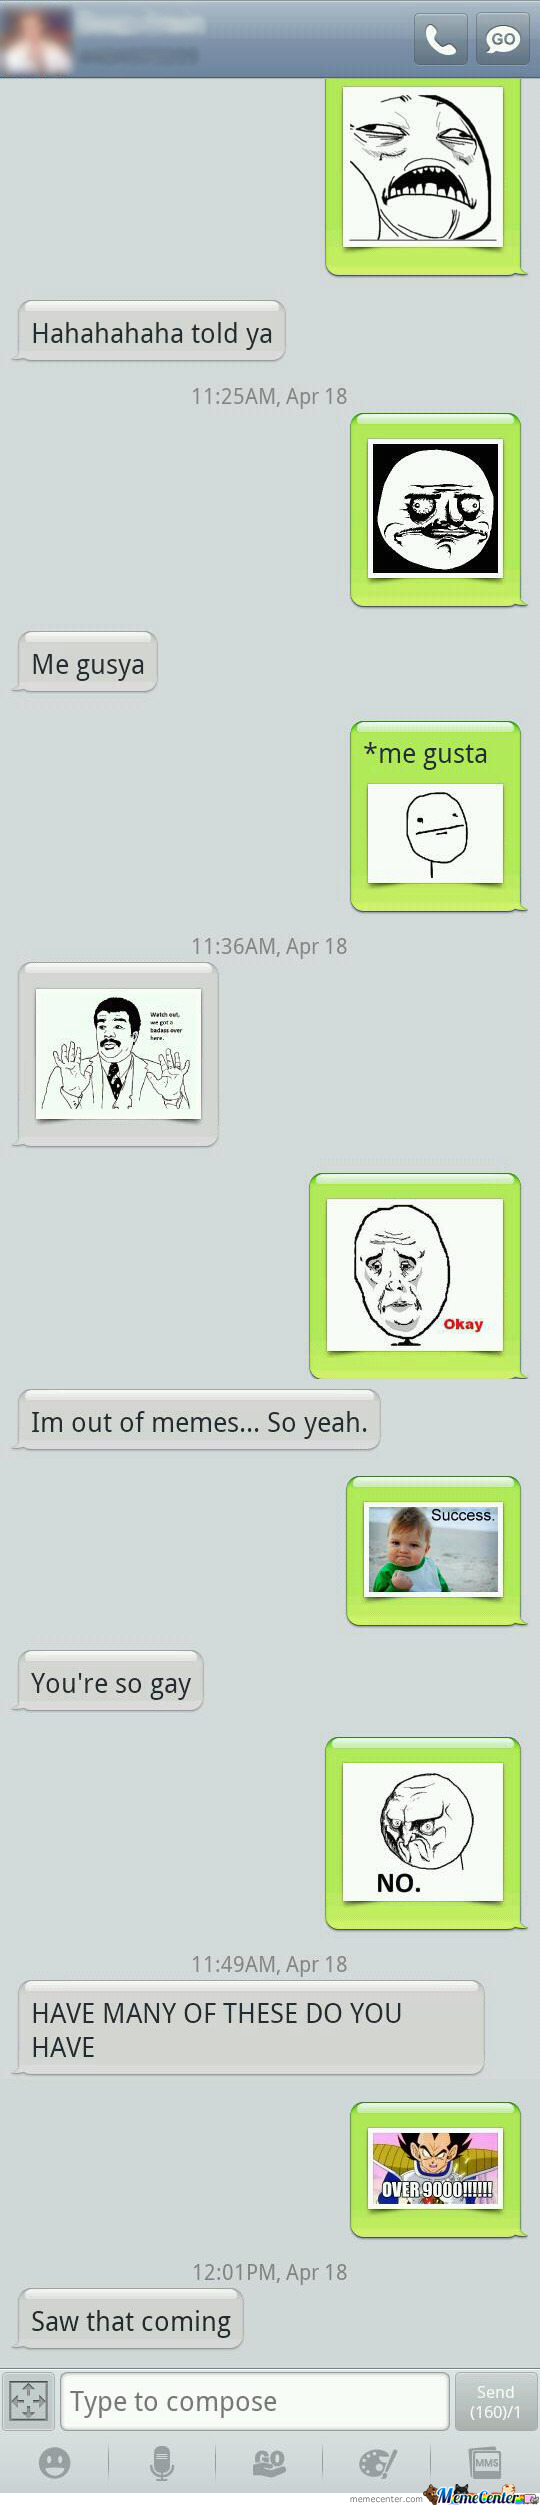 GO
Hahahahaha told ya
11:25AM, Apr 18
Me gusya
*me gusta
11:36AM, Apr 18
Watch out,
we got a
badass over
here.
Okay
Im out of memes... So yeah.
Success.
You're so gay
NO.
11:49AM, Apr 18
HAVE MANY OF THESE DO YOU
HAVE
OVER 9000!!!!!!
12:01PM, Apr 18
Saw that coming
Type to compose
Send
(160)/1
GO
MMS
memecenter.com
MemeCenter